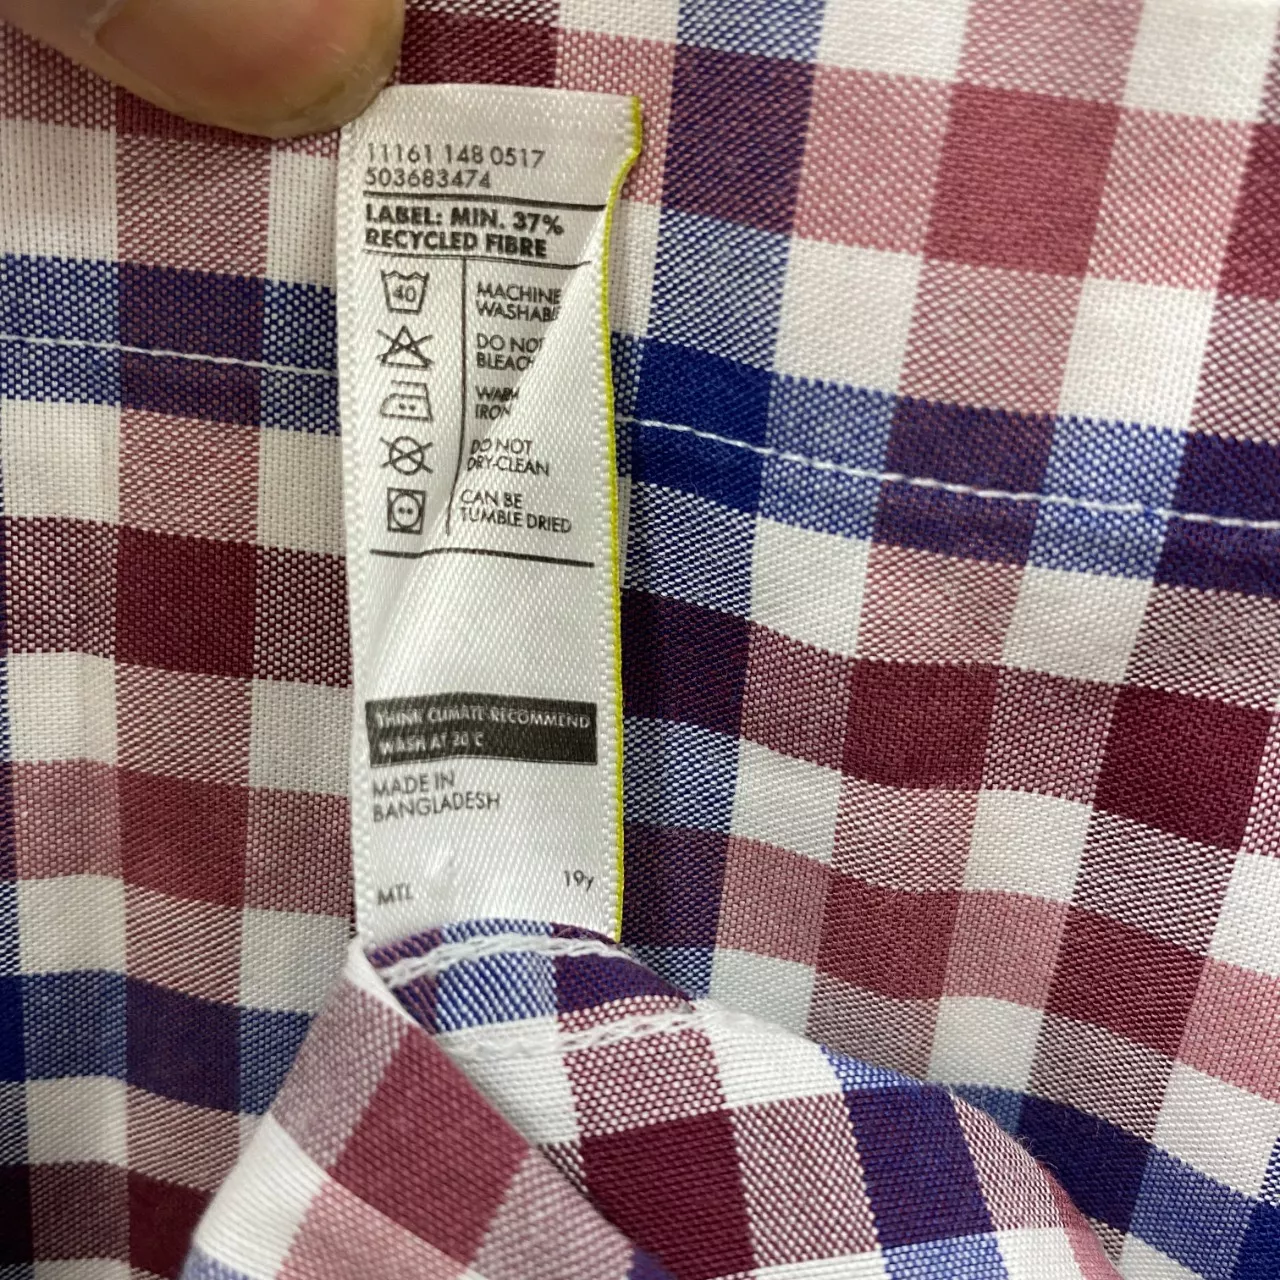 11161 148 0517
503683474
LABEL: MIN. 37%
RECYCLED FIBRE
40
MACHINE
WASHABLE
DO NOT
BLEACH
WARM
IRON
DO NOT
DRY-CLEAN
CAN BE
TUMBLE DRIED
THINK CLIMATE RECOMMEND
WASH AT 30°C
MADE IN
BANGLADESH
MTL
19y